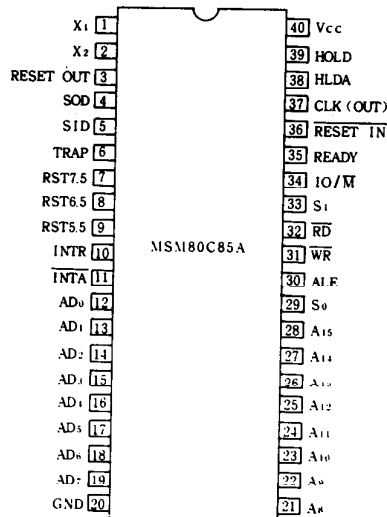 X1 1 40 Vcc
X2 2 39 HOLD
RESET OUT 3 38 HLDA
SOD 4 37 CLK (OUT)
SID 5 36 RESET IN
TRAP 6 35 READY
RST7.5 7 34 IO/M
RST6.5 8 33 S1
RST5.5 9 32 RD
INTR 10 MSM80C85A 31 WR
INTA 11 30 ALE
AD0 12 29 S0
AD1 13 28 A15
AD2 14 27 A14
AD3 15 26 A13
AD4 16 25 A12
AD5 17 24 A11
AD6 18 23 A10
AD7 19 22 A9
GND 20 21 A8